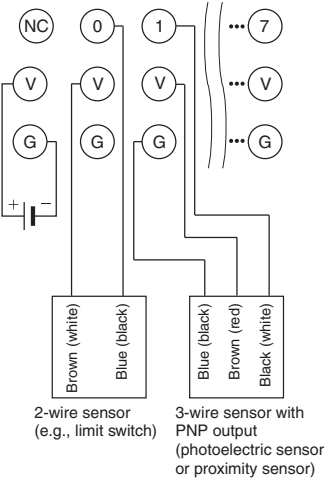 NC 0 1 ••• 7
V V V ••• V
G G G ••• G
+ −
Brown (white)
Blue (black)
Blue (black)
Brown (red)
Black (white)
2-wire sensor
(e.g., limit switch)
3-wire sensor with
PNP output
(photoelectric sensor
or proximity sensor)